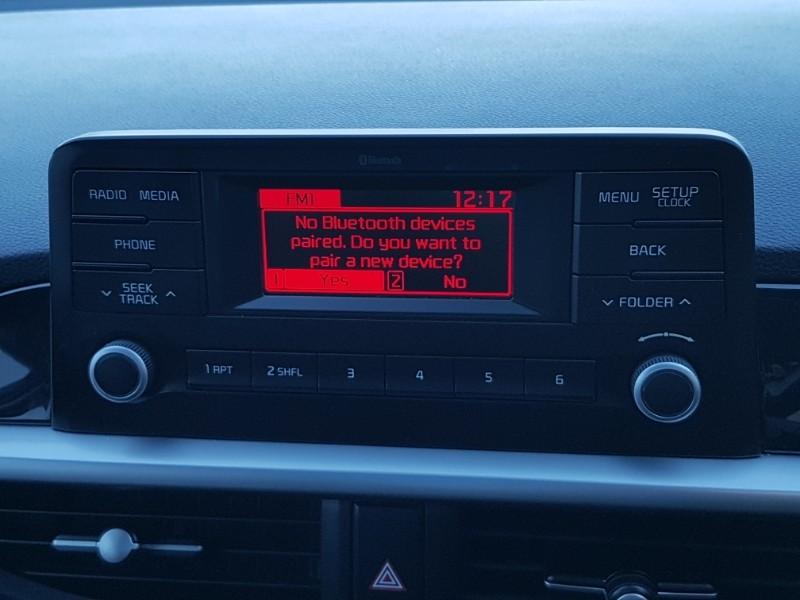 Bluetooth
RADIO MEDIA
FM1 12:17
MENU SETUP
CLOCK
No Bluetooth devices
paired. Do you want to
pair a new device?
1 Yes 2 No
PHONE
BACK
SEEK
TRACK
FOLDER
1 RPT 2 SHFL 3 4 5 6